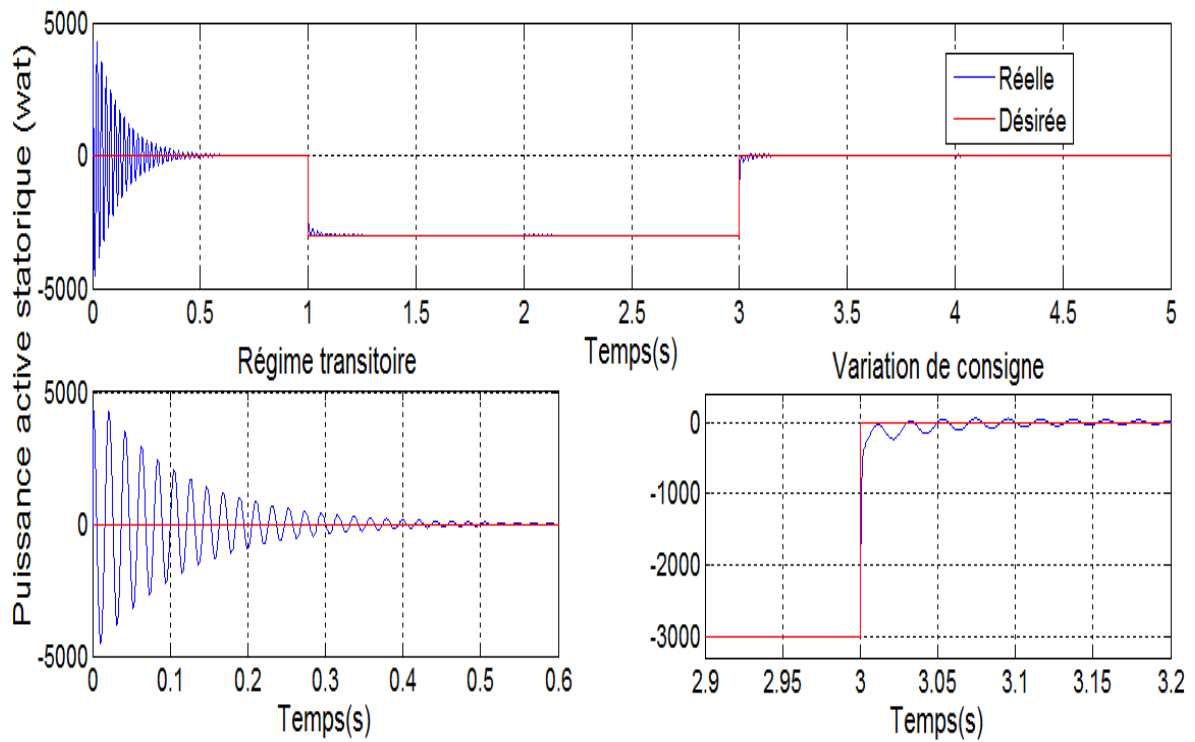 Puissance active statorique (wat)
5000
0
-5000
Réelle
Désirée
0 0.5 1 1.5 2 2.5 3 3.5 4 4.5 5
Temps(s)
Régime transitoire
5000
0
-5000
0 0.1 0.2 0.3 0.4 0.5 0.6
Temps(s)
Variation de consigne
0
-1000
-2000
-3000
2.9 2.95 3 3.05 3.1 3.15 3.2
Temps(s)